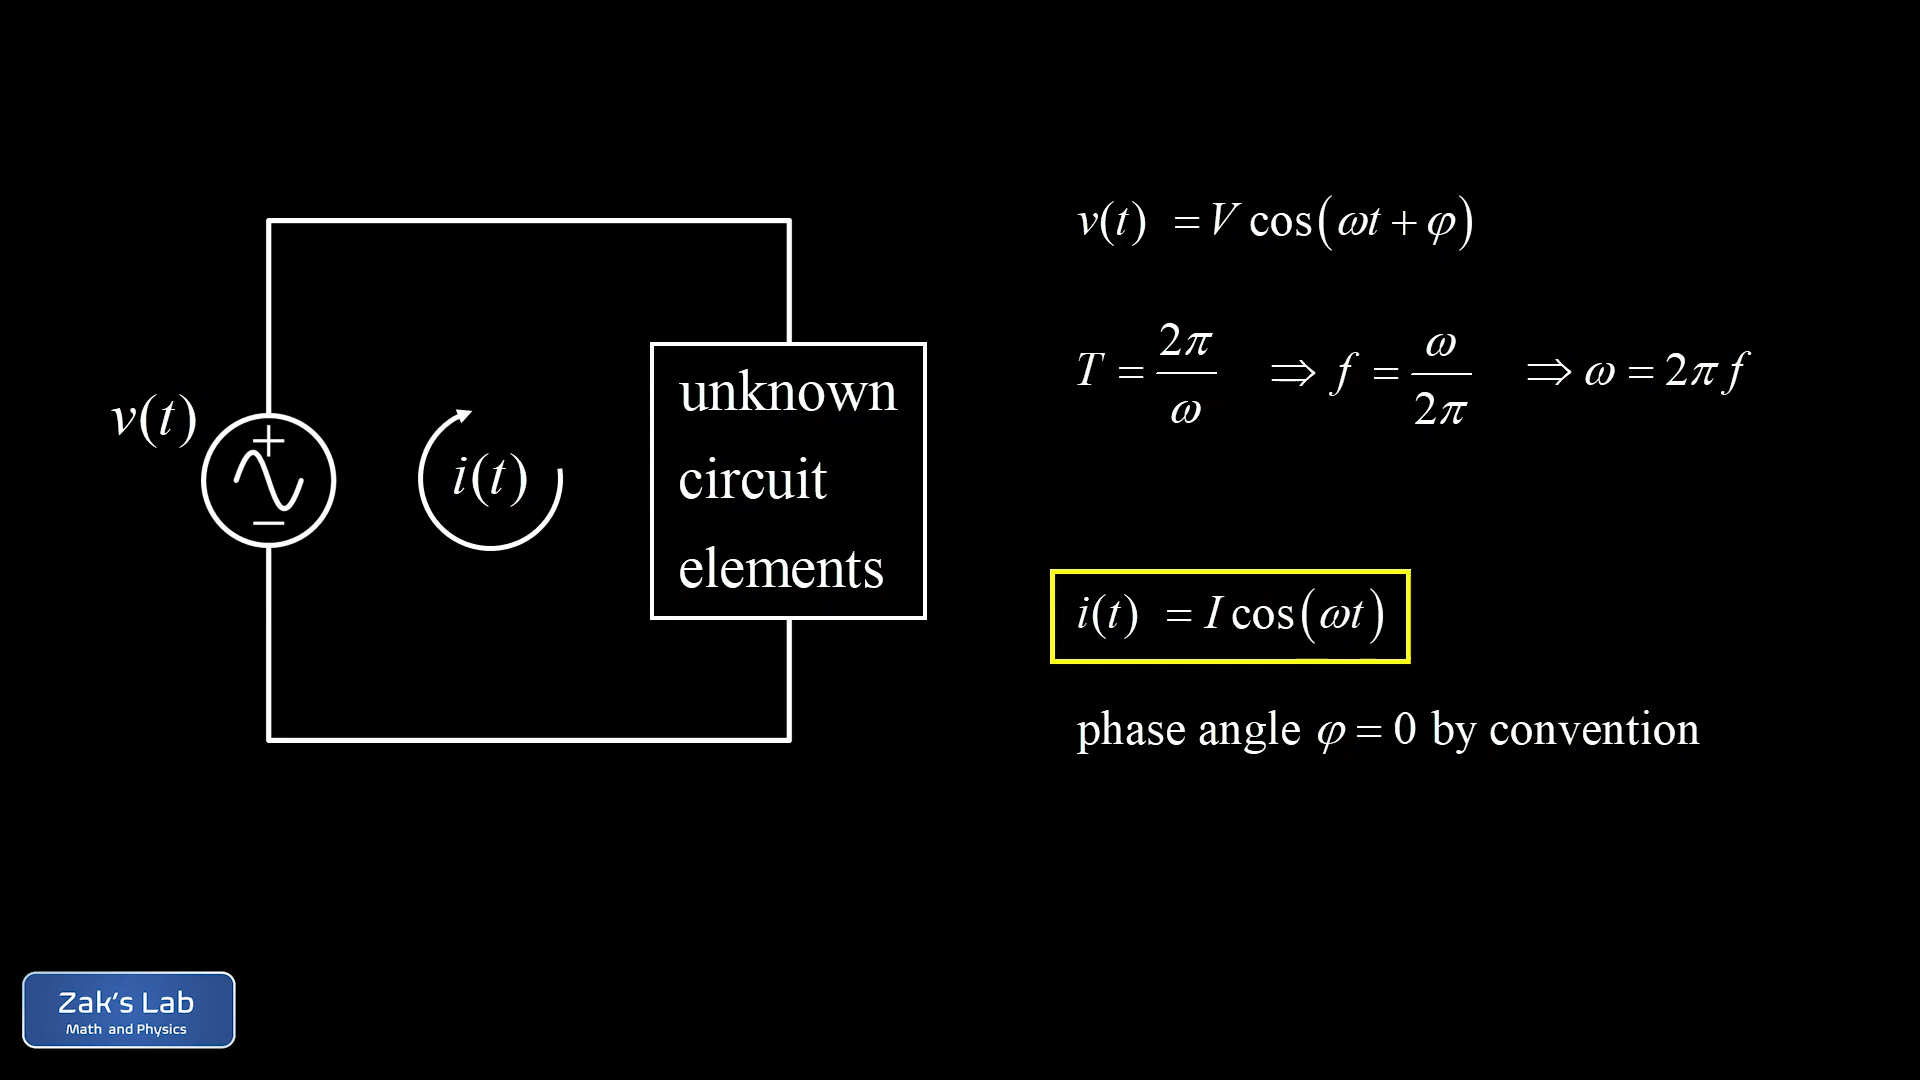 v(t) = V cos(ωt + φ)
T = 2π/ω ⇒ f = ω/2π ⇒ ω = 2π f
v(t)
+
−
i(t)
unknown
circuit
elements
i(t) = I cos(ωt)
phase angle φ = 0 by convention
Zak's Lab
Math and Physics